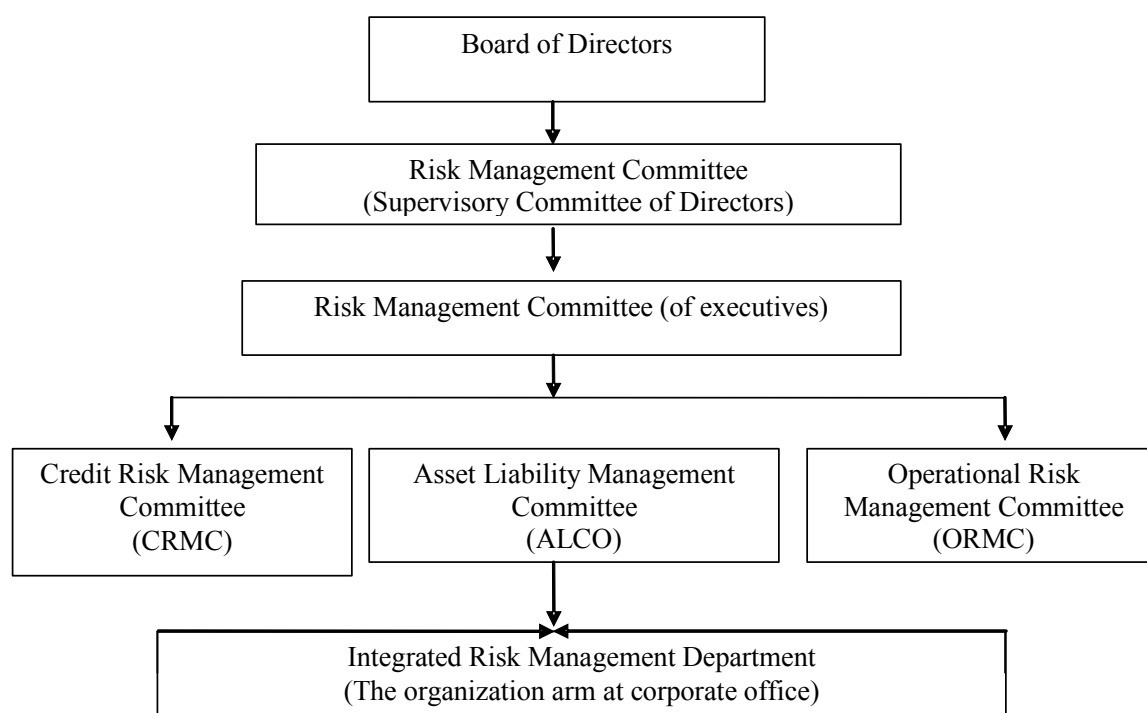 Board of Directors
Risk Management Committee
(Supervisory Committee of Directors)
Risk Management Committee (of executives)
Credit Risk Management
Committee
(CRMC)
Asset Liability Management
Committee
(ALCO)
Operational Risk
Management Committee
(ORMC)
Integrated Risk Management Department
(The organization arm at corporate office)